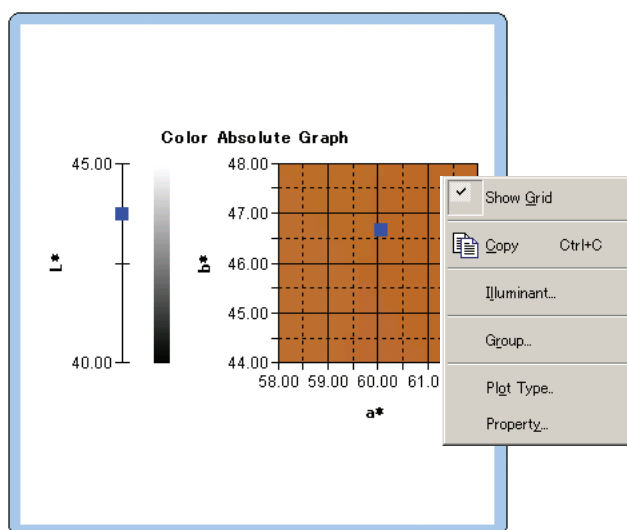 Color Absolute Graph
45.00
40.00
L*
48.00
47.00
46.00
45.00
44.00
b*
58.00 59.00 60.00 61.0
a*
Show Grid
Copy Ctrl+C
Illuminant...
Group...
Plot Type..
Property...